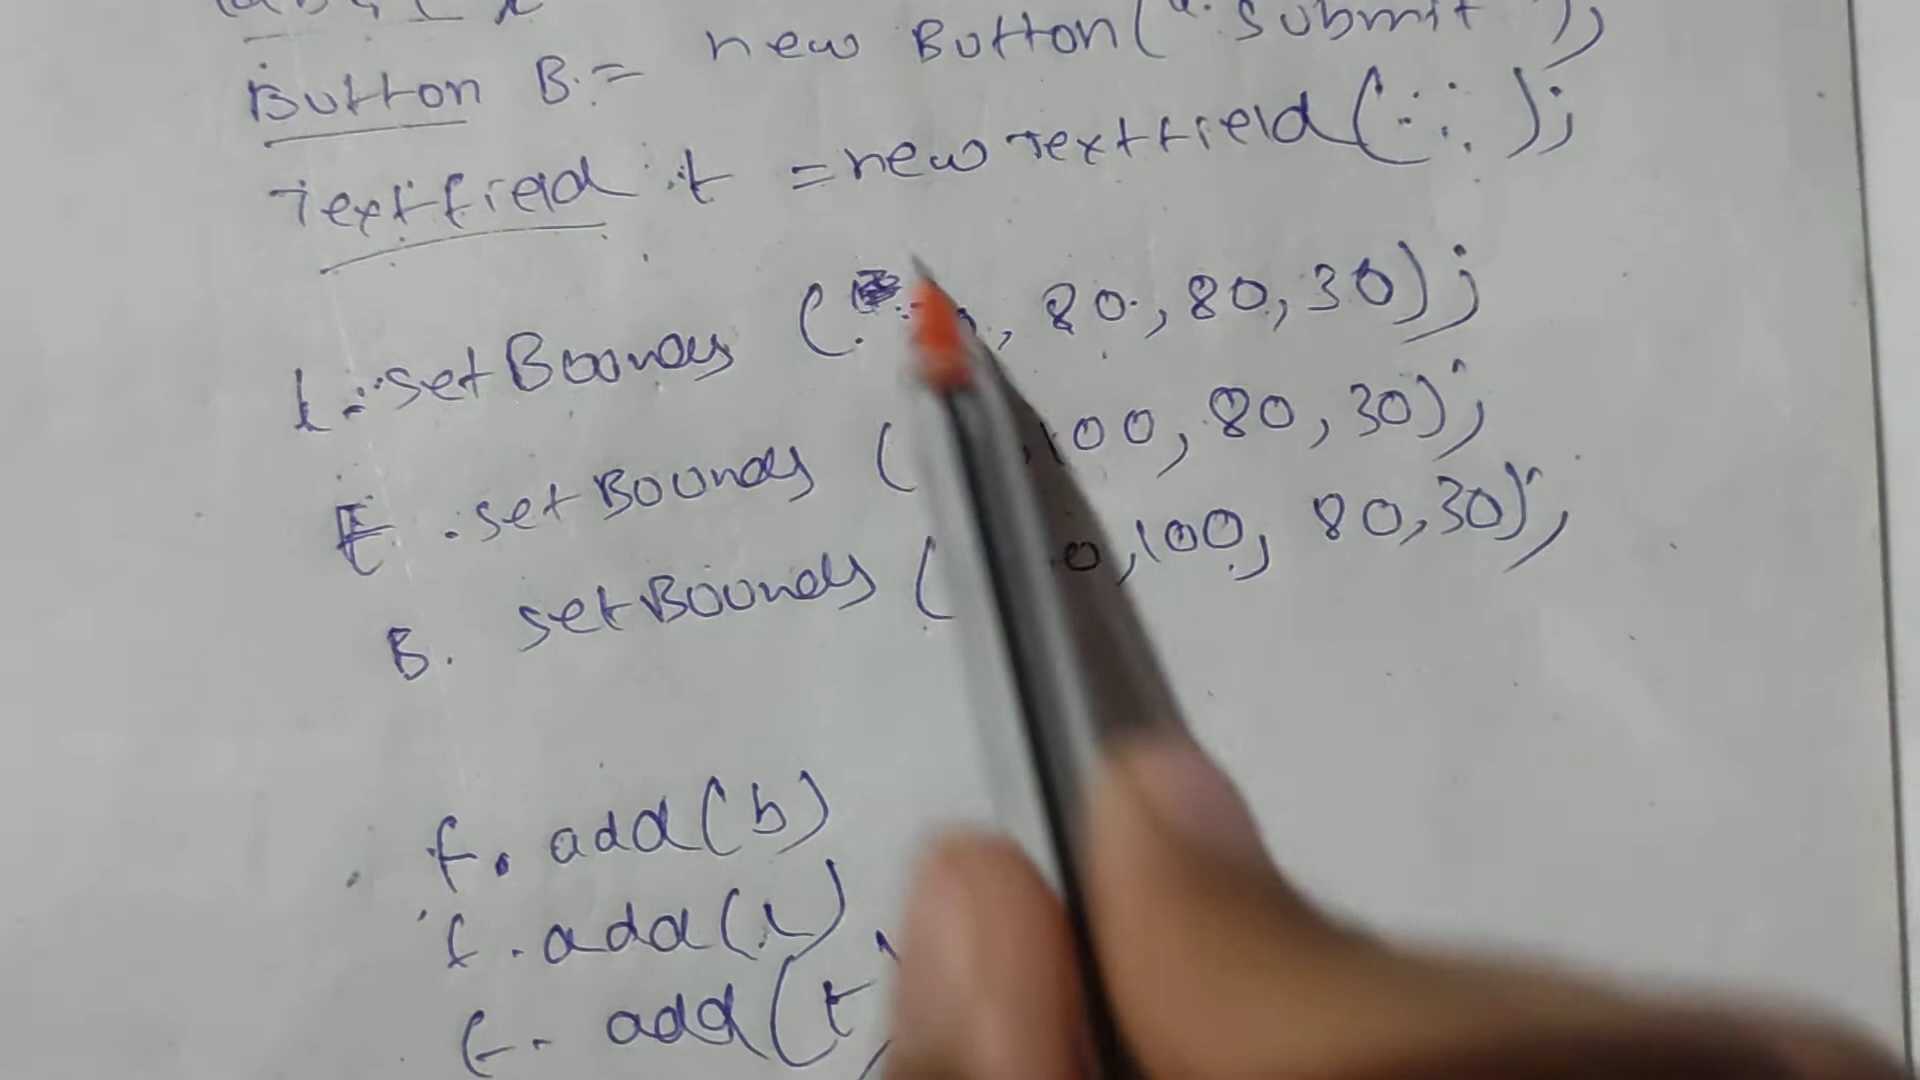 Button B = new Button("Submit");
Textfield t = new Textfield( );
l.setBounds ( , 80, 80, 30);
t.setBounds ( , 100, 80, 30);
B. setBounds ( 0, 100, 80, 30);
f. add(b)
f. add(l)
f. add(t)